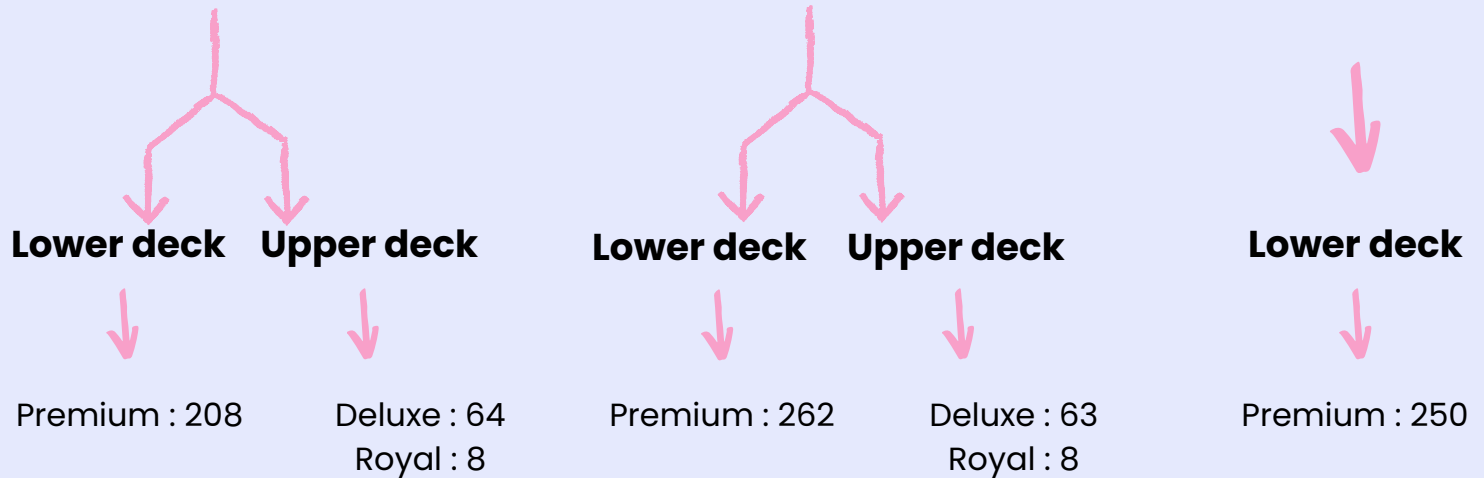 Lower deck
Upper deck
Lower deck
Upper deck
Lower deck
Premium : 208
Deluxe : 64
Royal : 8
Premium : 262
Deluxe : 63
Royal : 8
Premium : 250